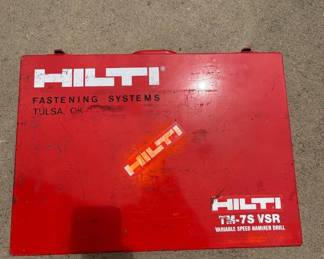 HILTI
FASTENING SYSTEMS
TULSA, OK
HILTI
HILTI
TM-7S VSR
VARIABLE SPEED HAMMER DRILL